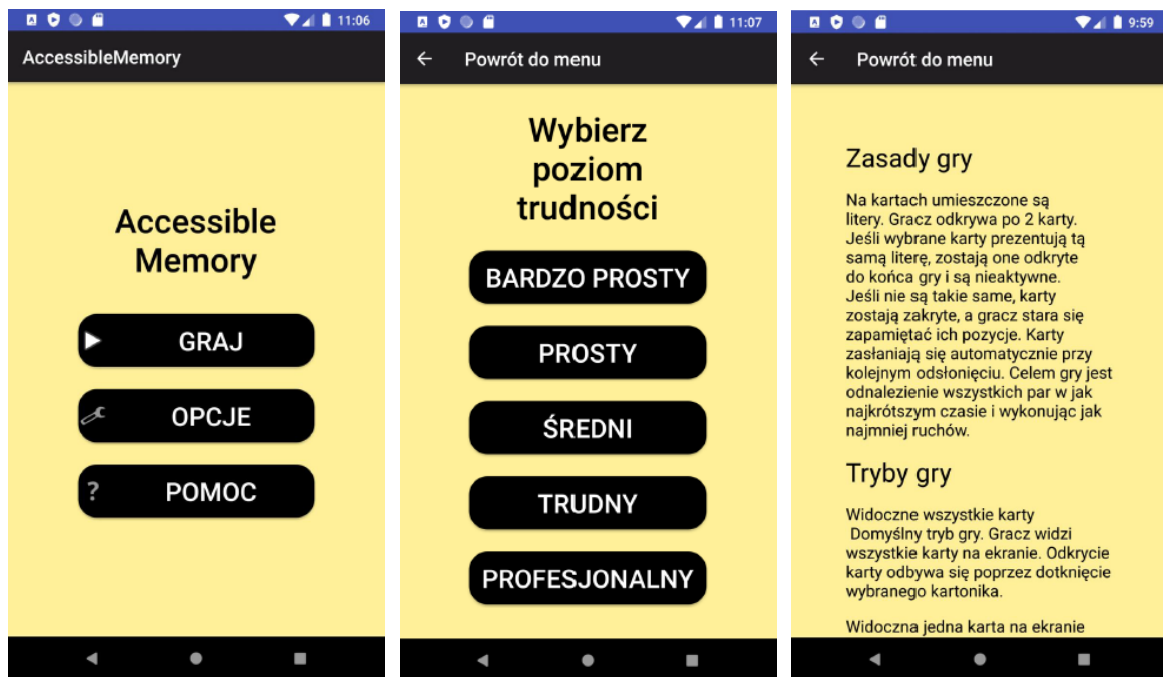 11:06
AccessibleMemory
Accessible
Memory
GRAJ
OPCJE
? POMOC
11:07
Powrót do menu
Wybierz
poziom
trudności
BARDZO PROSTY
PROSTY
ŚREDNI
TRUDNY
PROFESJONALNY
9:59
Powrót do menu
Zasady gry
Na kartach umieszczone są
litery. Gracz odkrywa po 2 karty.
Jeśli wybrane karty prezentują tą
samą literę, zostają one odkryte
do końca gry i są nieaktywne.
Jeśli nie są takie same, karty
zostają zakryte, a gracz stara się
zapamiętać ich pozycje. Karty
zasłaniają się automatycznie przy
kolejnym odsłonięciu. Celem gry jest
odnalezienie wszystkich par w jak
najkrótszym czasie i wykonując jak
najmniej ruchów.
Tryby gry
Widoczne wszystkie karty
Domyślny tryb gry. Gracz widzi
wszystkie karty na ekranie. Odkrycie
karty odbywa się poprzez dotknięcie
wybranego kartonika.
Widoczna jedna karta na ekranie